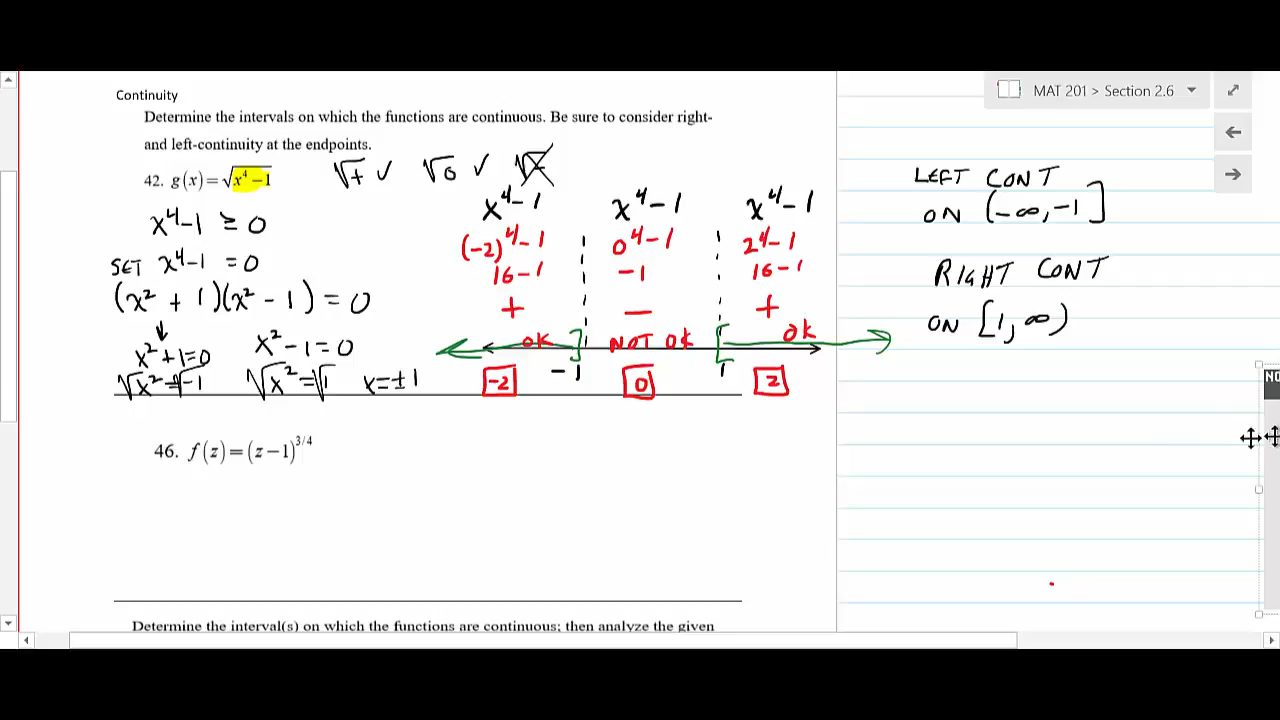 MAT 201 > Section 2.6
Continuity
Determine the intervals on which the functions are continuous. Be sure to consider right-
and left-continuity at the endpoints.
42. g(x) = √x⁴ − 1
√+ ✓ √0 ✓ √−
x⁴−1 ≥ 0
SET x⁴−1 = 0
(x² + 1)(x² − 1) = 0
x² + 1 = 0 x² − 1 = 0
√x² = √−1 √x² = √1 x = ±1
x⁴−1 x⁴−1 x⁴−1
(−2)⁴−1 0⁴−1 2⁴−1
16−1 −1 16−1
+ − +
OK NOT OK OK
−1 1
−2 0 2
LEFT CONT
ON (−∞, −1]
RIGHT CONT
ON [1, ∞)
NO
46. f(z) = (z−1)^3/4
Determine the interval(s) on which the functions are continuous; then analyze the given